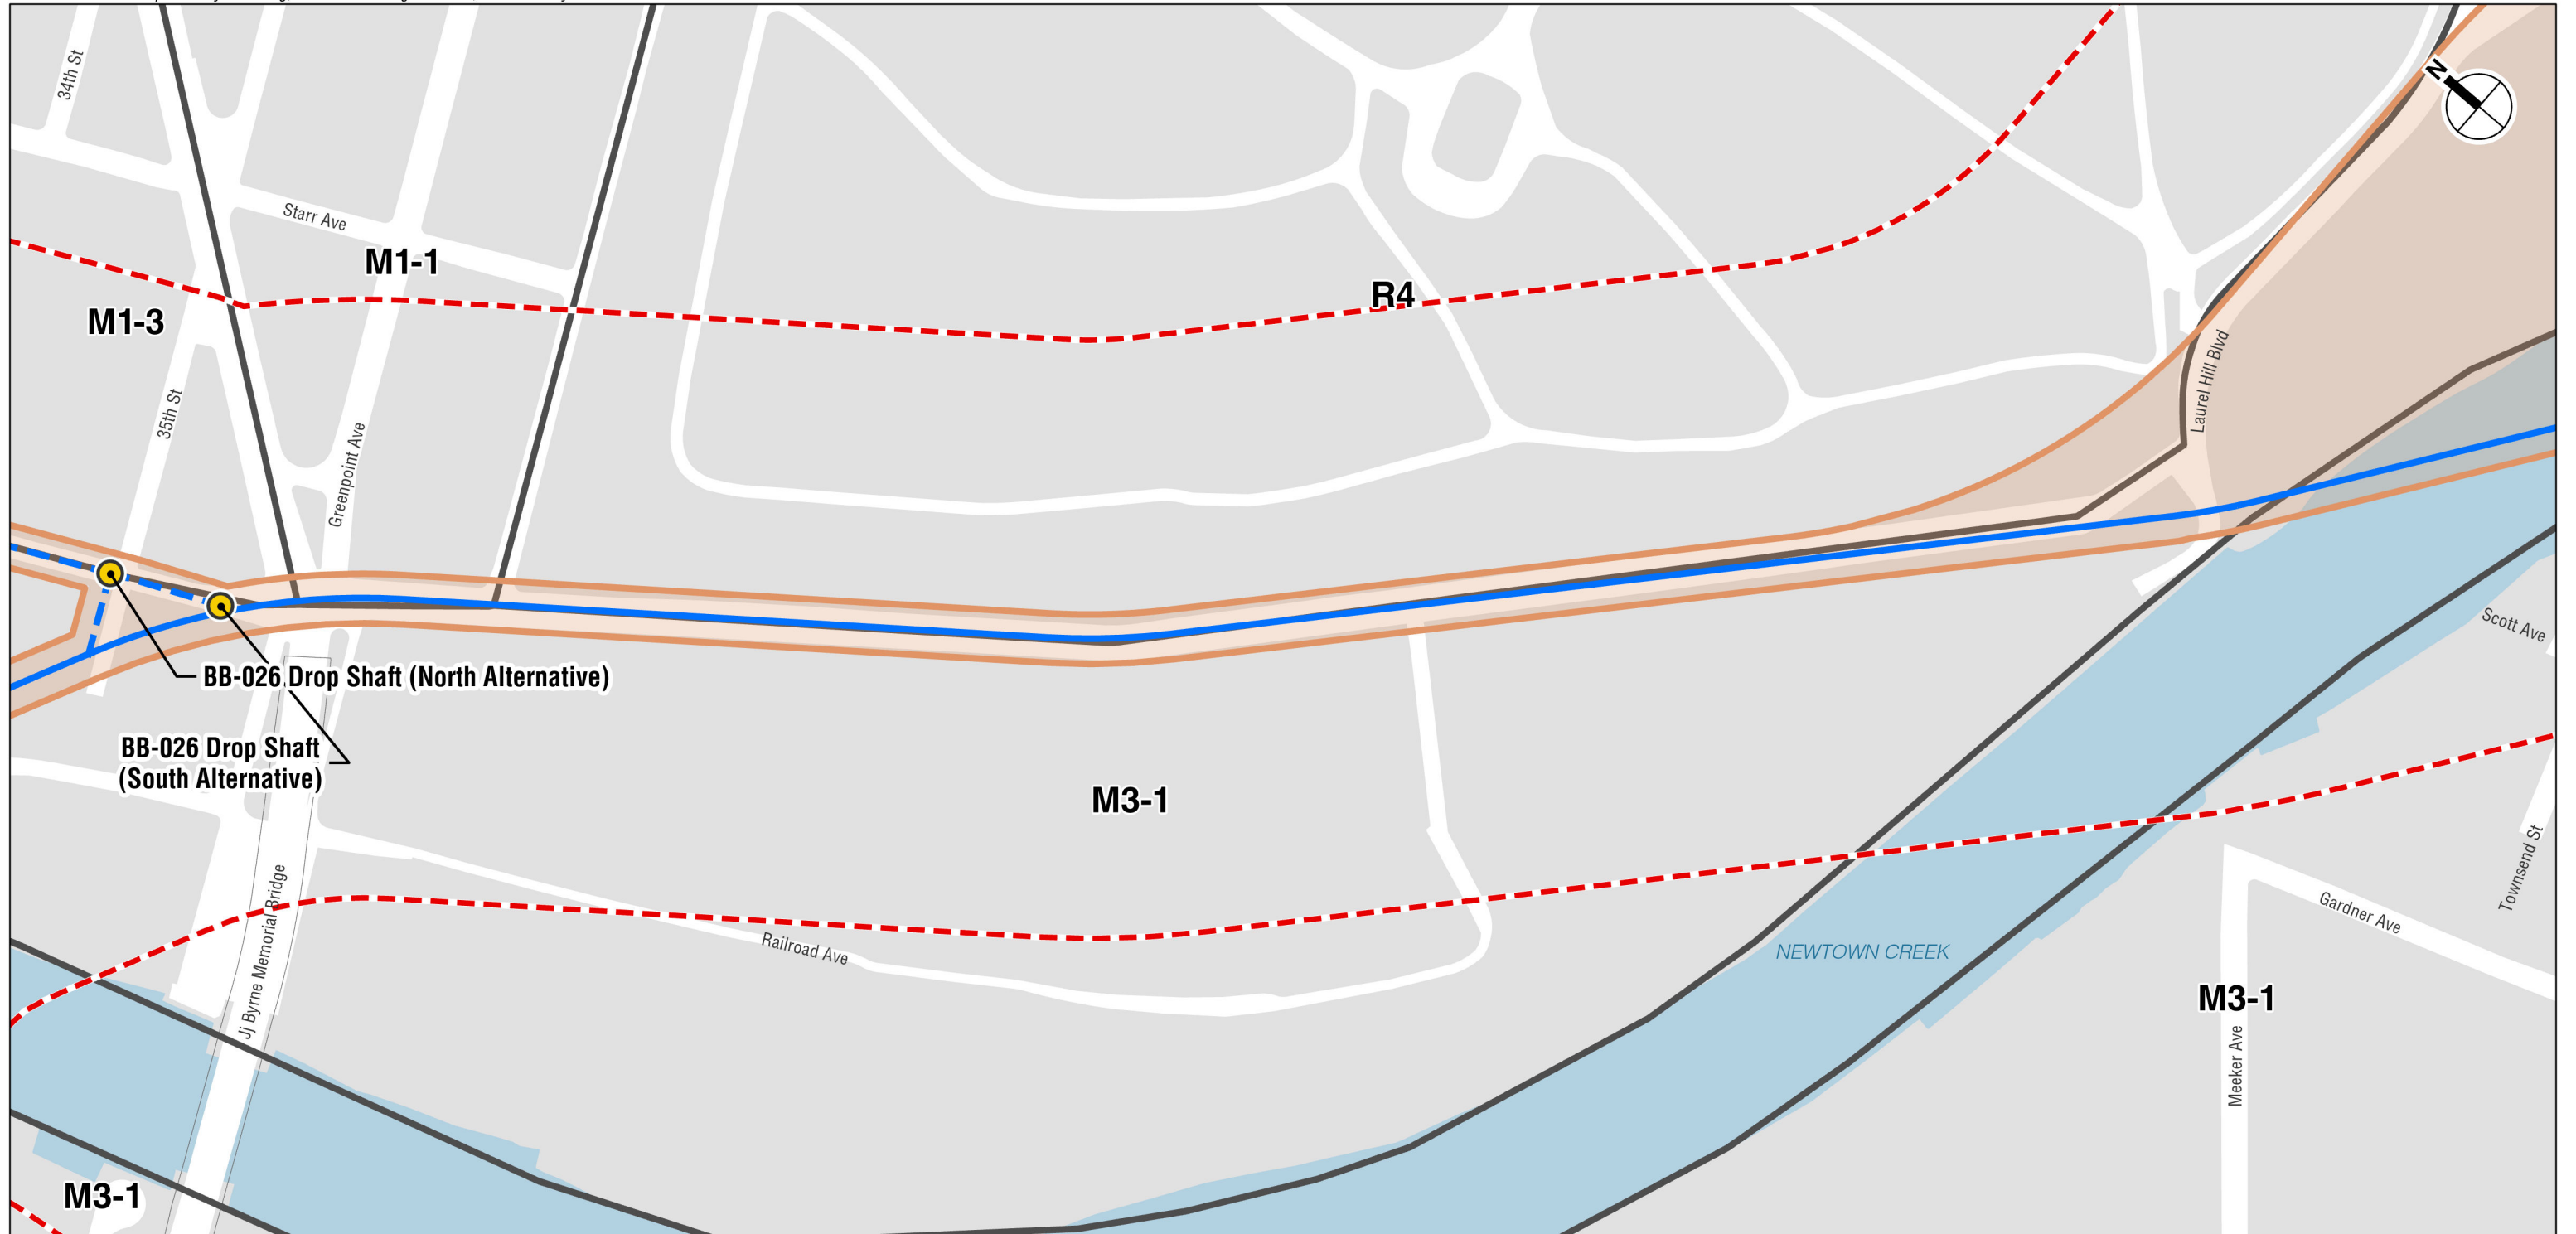 34th St
N
Starr Ave
M1-1
R4
M1-3
Laurel Hill Blvd
35th St
Greenpoint Ave
Scott Ave
BB-026 Drop Shaft (North Alternative)
BB-026 Drop Shaft
(South Alternative)
M3-1
Townsend St
Jj Byrne Memorial Bridge
Gardner Ave
Railroad Ave
NEWTOWN CREEK
M3-1
Meeker Ave
M3-1